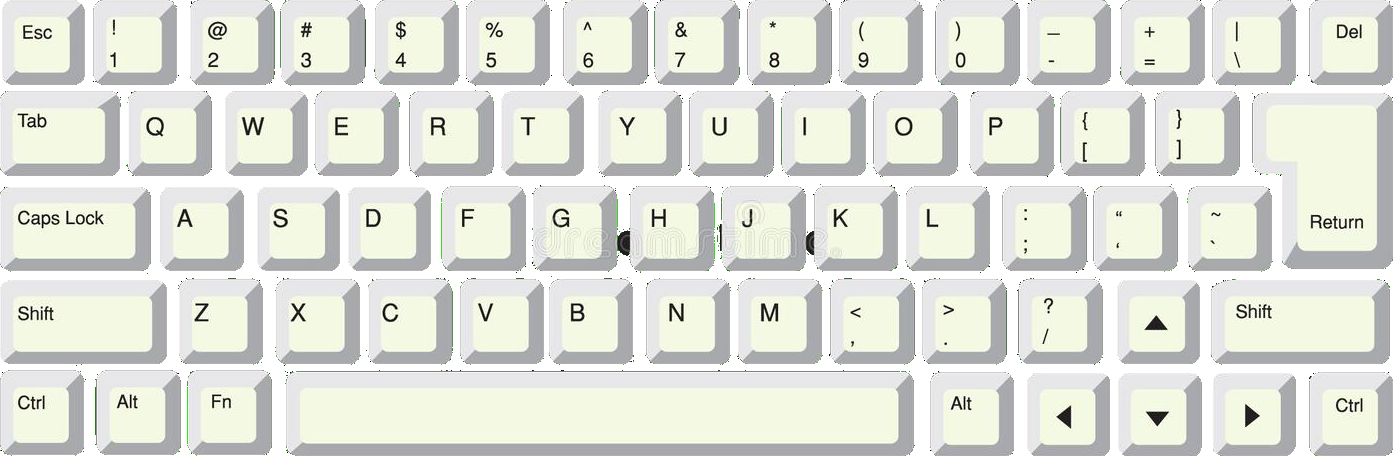 Esc ! @ # $ % ^ & * ( ) _ + | Del
1 2 3 4 5 6 7 8 9 0 - = \
Tab Q W E R T Y U I O P { }
[ ]
Caps Lock A S D F G H J K L : “ ~
; ‘ `
Return
Shift Z X C V B N M < > ? Shift
, . /
Ctrl Alt Fn Alt Ctrl
dreamstime.